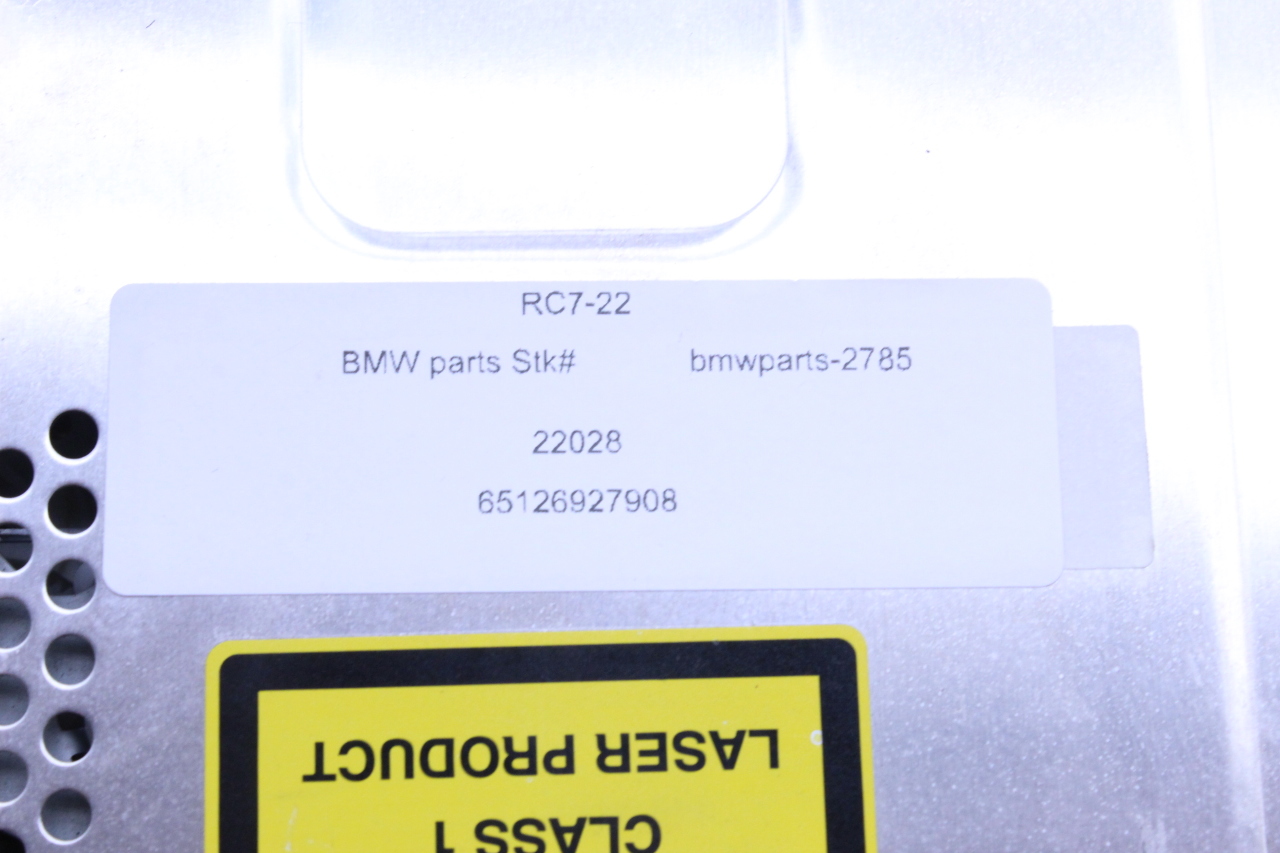 RC7-22
BMW parts Stk# bmwparts-2785
22028
65126927908
CLASS 1
LASER PRODUCT